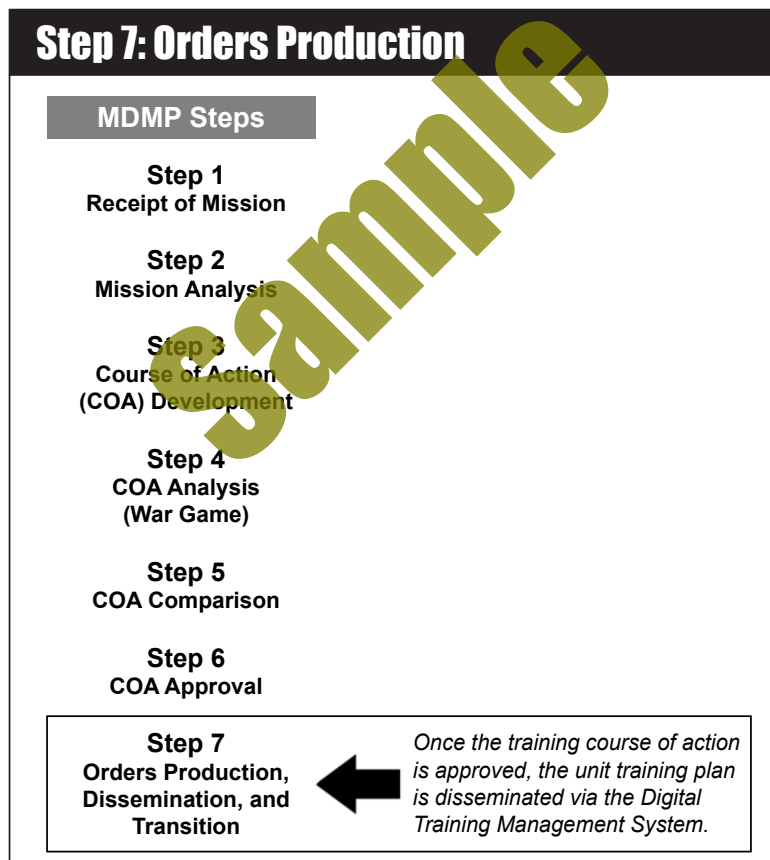 Step 7: Orders Production
MDMP Steps
Step 1
Receipt of Mission
Step 2
Mission Analysis
Step 3
Course of Action
(COA) Development
Step 4
COA Analysis
(War Game)
Step 5
COA Comparison
Step 6
COA Approval
Step 7
Orders Production,
Dissemination, and
Transition
Once the training course of action
is approved, the unit training plan
is disseminated via the Digital
Training Management System.
Sample